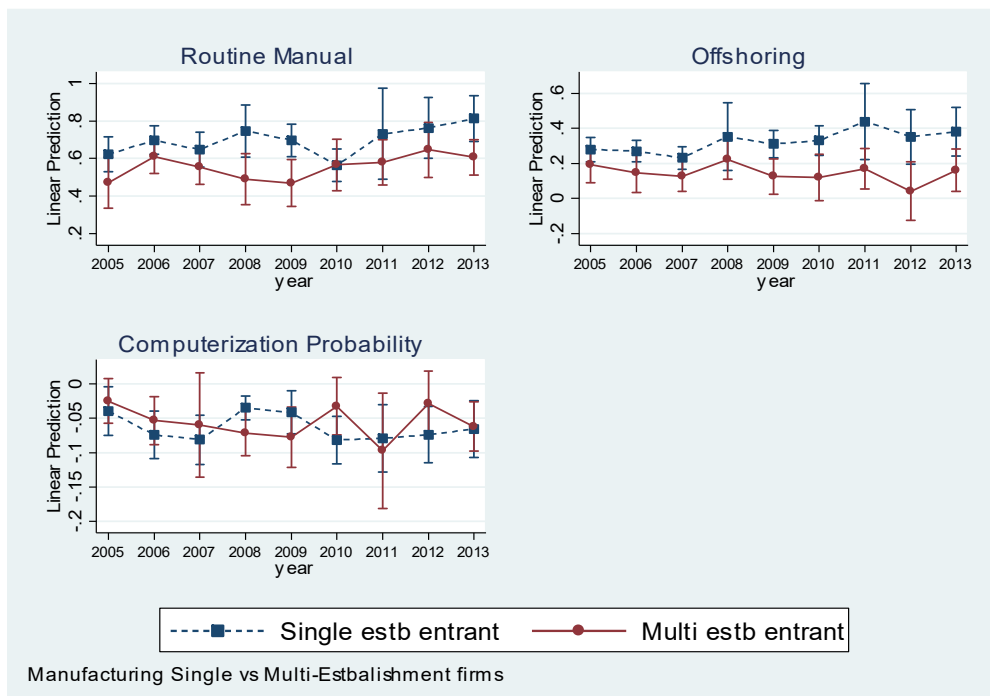 Routine Manual
Linear Prediction
1
.8
.6
.4
.2
2005 2006 2007 2008 2009 2010 2011 2012 2013
year
Offshoring
Linear Prediction
.6
.4
.2
0
-.2
2005 2006 2007 2008 2009 2010 2011 2012 2013
year
Computerization Probability
Linear Prediction
0
-.05
-.1
-.15
-.2
2005 2006 2007 2008 2009 2010 2011 2012 2013
year
Single estb entrant Multi estb entrant
Manufacturing Single vs Multi-Estbalishment firms